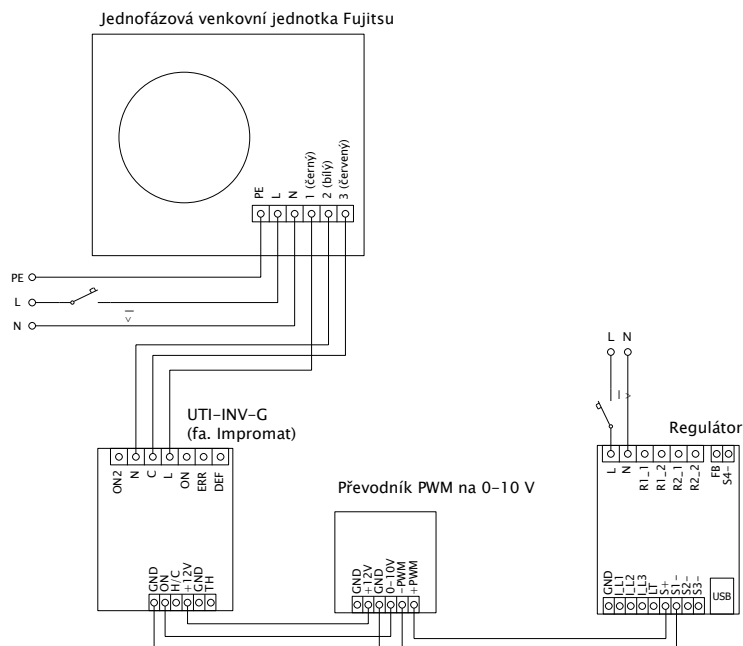 Jednofázová venkovní jednotka Fujitsu
PE
L
N
1 (černý)
2 (bílý)
3 (červený)
PE
L
N
I >
L N
I >
UTI-INV-G
(fa. Impromat)
Regulátor
ON2
N
C
L
ON
ERR
DEF
L
N
R1_1
R1_2
R2_1
R2_2
FB
S4-
Převodník PWM na 0-10 V
GND
ON
H/C
+12V
GND
TH
GND
+12V
GND
0-10V
-PWM
+PWM
GND
I_L1
I_L2
I_L3
LT
S+
S1-
S2-
S3-
USB